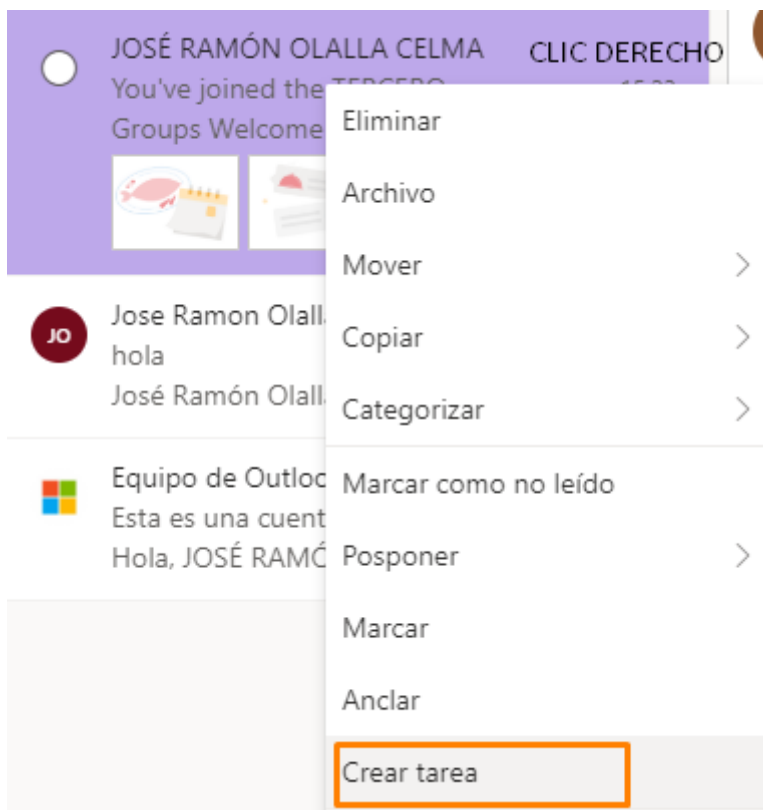 JOSÉ RAMÓN OLALLA CELMA CLIC DERECHO
You've joined the TERCERO
Groups Welcome
Eliminar
Archivo
Mover
Jose Ramon Olall
hola
José Ramón Olall
Copiar
Categorizar
JO
Equipo de Outloo
Esta es una cuent
Hola, JOSÉ RAMÓ
Marcar como no leído
Posponer
Marcar
Anclar
Crear tarea